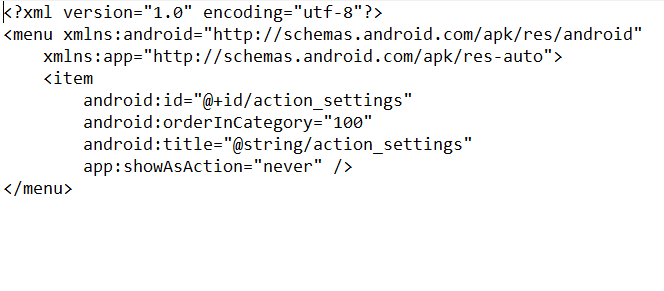 <?xml version="1.0" encoding="utf-8"?>
<menu xmlns:android="http://schemas.android.com/apk/res/android"
    xmlns:app="http://schemas.android.com/apk/res-auto">
    <item
        android:id="@+id/action_settings"
        android:orderInCategory="100"
        android:title="@string/action_settings"
        app:showAsAction="never" />
</menu>